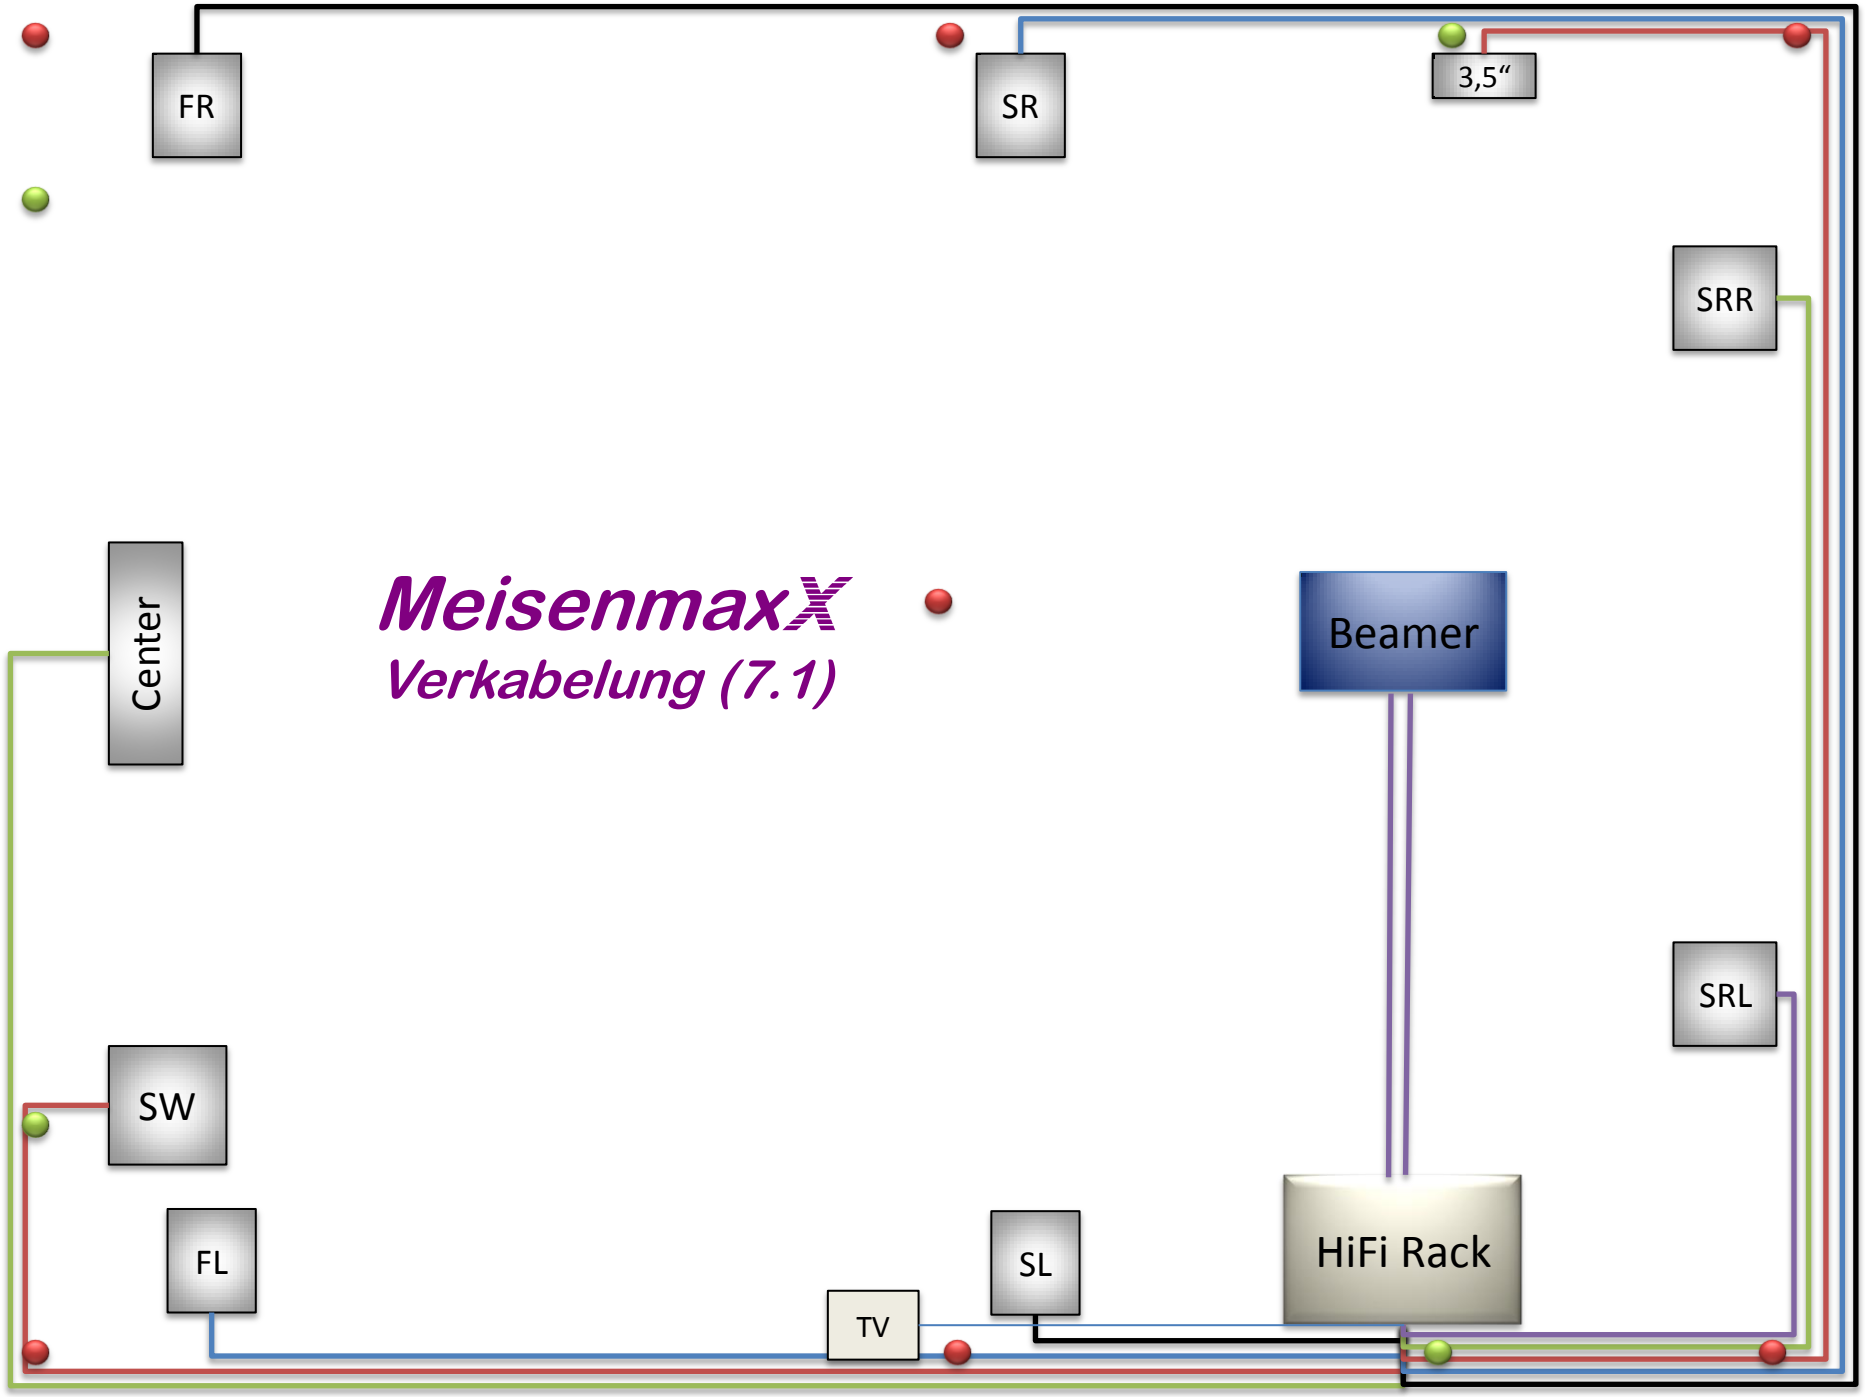 FR
SR
3,5“
SRR
Center
MeisenmaxX
Verkabelung (7.1)
Beamer
SRL
SW
FL
SL
HiFi Rack
TV